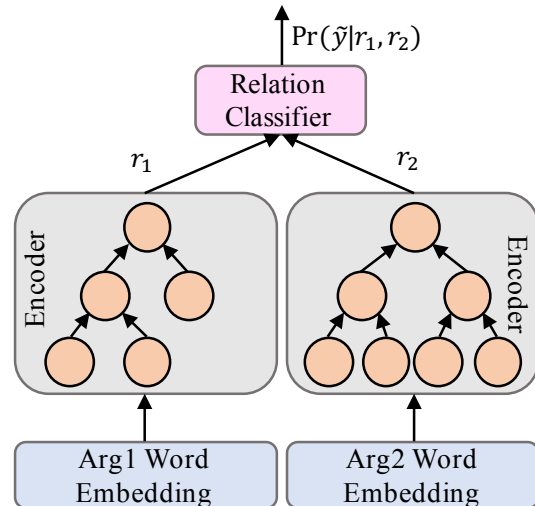 Pr(ỹ|r₁, r₂)
Relation
Classifier
r₁
r₂
Encoder
Encoder
Arg1 Word
Embedding
Arg2 Word
Embedding